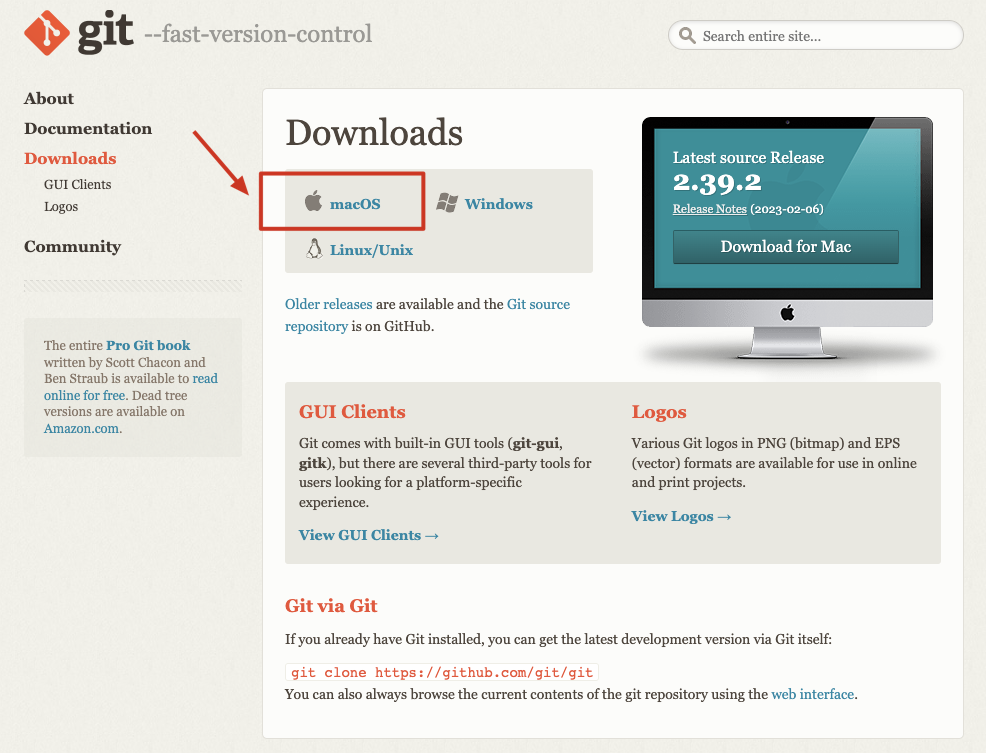 git --fast-version-control
Search entire site...
About
Documentation
Downloads
GUI Clients
Logos
Community
The entire Pro Git book
written by Scott Chacon and
Ben Straub is available to read
online for free. Dead tree
versions are available on
Amazon.com.
Downloads
macOS
Windows
Linux/Unix
Older releases are available and the Git source
repository is on GitHub.
Latest source Release
2.39.2
Release Notes (2023-02-06)
Download for Mac
GUI Clients
Git comes with built-in GUI tools (git-gui,
gitk), but there are several third-party tools for
users looking for a platform-specific
experience.
View GUI Clients →
Logos
Various Git logos in PNG (bitmap) and EPS
(vector) formats are available for use in online
and print projects.
View Logos →
Git via Git
If you already have Git installed, you can get the latest development version via Git itself:
git clone https://github.com/git/git
You can also always browse the current contents of the git repository using the web interface.